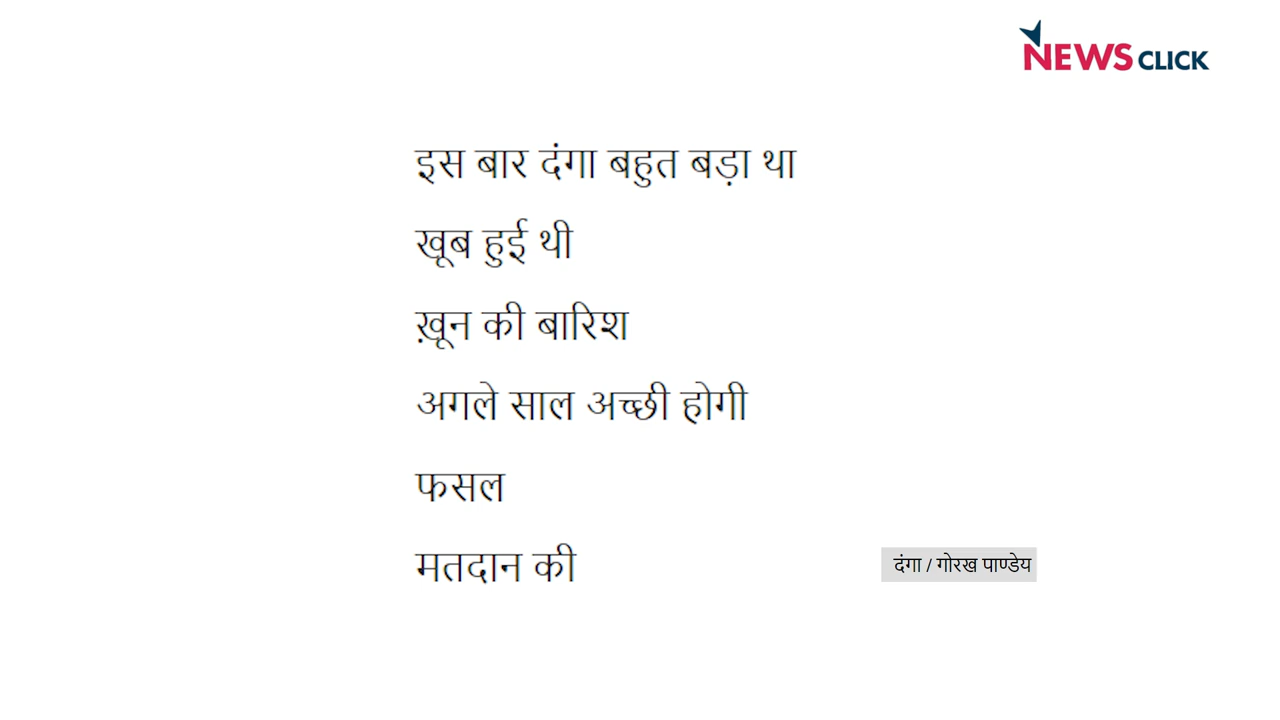 NEWS CLICK
इस बार दंगा बहुत बड़ा था
खूब हुई थी
ख़ून की बारिश
अगले साल अच्छी होगी
फसल
मतदान की
दंगा / गोरख पाण्डेय